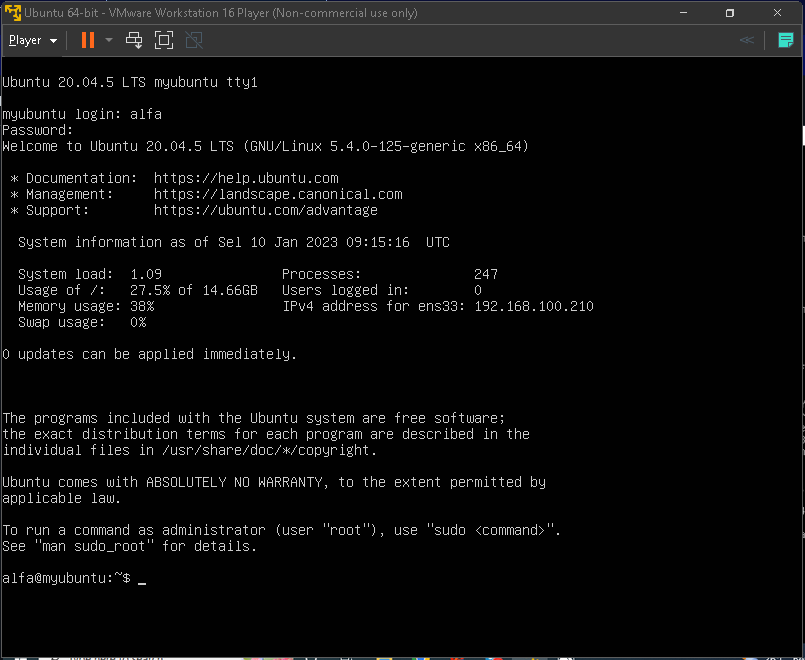 Ubuntu 64-bit - VMware Workstation 16 Player (Non-commercial use only)
Player
Ubuntu 20.04.5 LTS myubuntu tty1
myubuntu login: alfa
Password:
Welcome to Ubuntu 20.04.5 LTS (GNU/Linux 5.4.0-125-generic x86_64)
* Documentation:  https://help.ubuntu.com
* Management:     https://landscape.canonical.com
* Support:        https://ubuntu.com/advantage
System information as of Sel 10 Jan 2023 09:15:16  UTC
System load:  1.09               Processes:              247
Usage of /:   27.5% of 14.66GB   Users logged in:        0
Memory usage: 38%                IPv4 address for ens33: 192.168.100.210
Swap usage:   0%
0 updates can be applied immediately.
The programs included with the Ubuntu system are free software;
the exact distribution terms for each program are described in the
individual files in /usr/share/doc/*/copyright.
Ubuntu comes with ABSOLUTELY NO WARRANTY, to the extent permitted by
applicable law.
To run a command as administrator (user "root"), use "sudo <command>".
See "man sudo_root" for details.
alfa@myubuntu:~$ _